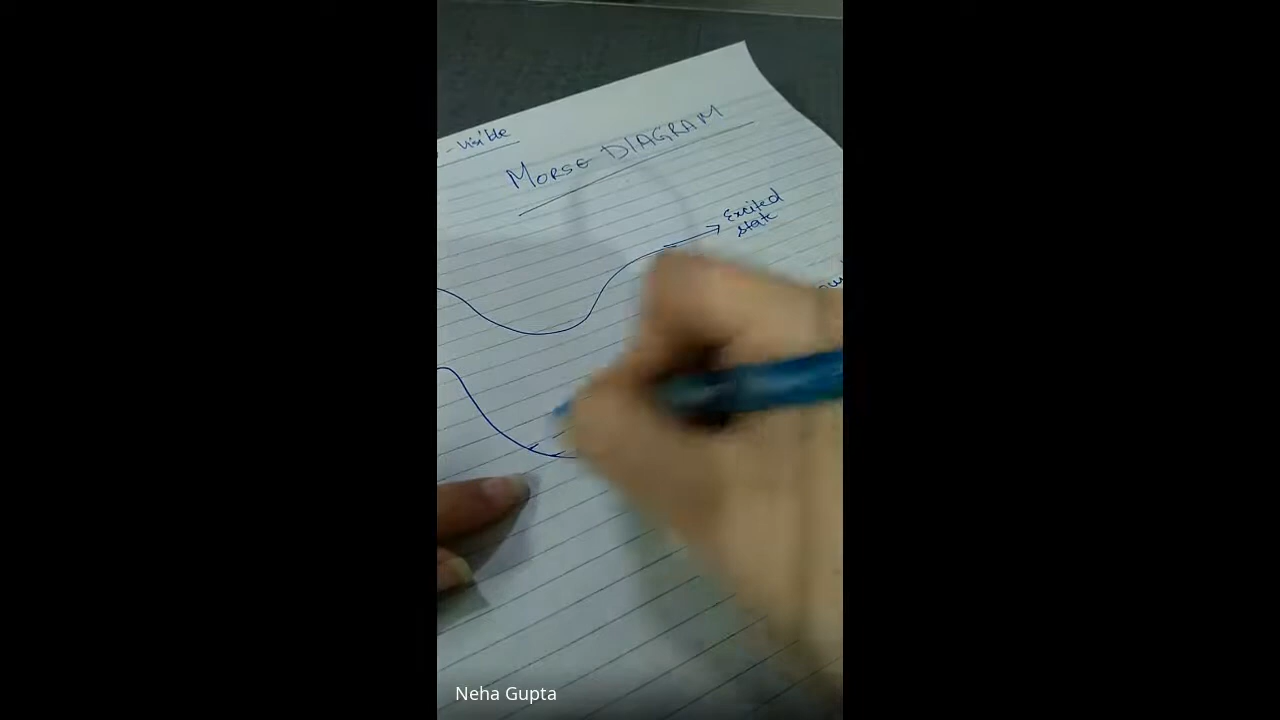 - Visible
MORSE DIAGRAM
Excited
state
Neha Gupta